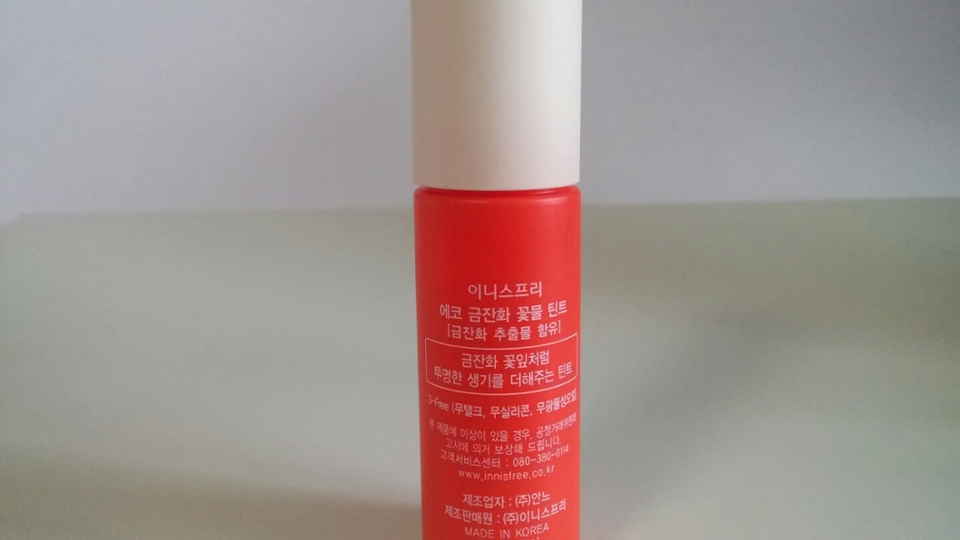 이니스프리
에코 금잔화 꽃물 틴트
[금잔화 추출물 함유]
금잔화 꽃잎처럼
투명한 생기를 더해주는 틴트
3-Free (무탤크, 무실리콘, 무광물성오일)
본 제품에 이상이 있을 경우, 공정거래위원회
고시에 의거 보상해 드립니다.
고객서비스센터 : 080-380-0114
www.innisfree.co.kr
제조업자 : (주)안느
제조판매원 : (주)이니스프리
MADE IN KOREA